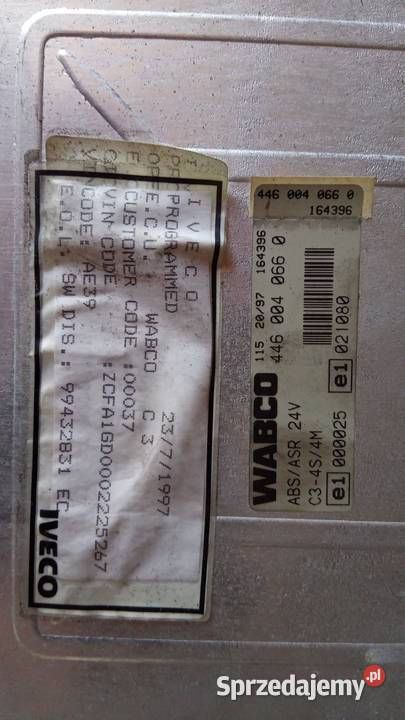 I V E C O
PROGRAMMED 23/7/1997
E.C.U. WABCO C 3
CUSTOMER CODE :00037
VIN CODE :ZCFA1GD0002225267
CODE: AE39
E.O.L. SW DIS.: 99432831 EC
IVECO
446 004 066 0
164396
115 20/97 164396
446 004 066 0
WABCO
ABS/ASR 24V
C3-4S/4M
e1 000025
e1 021080
Sprzedajemy.pl